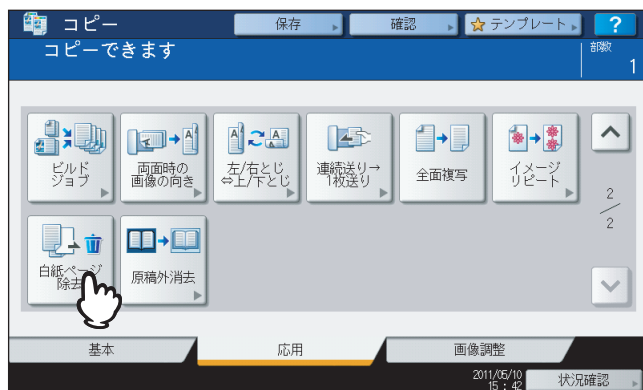 コピー
保存
確認
テンプレート
?
コピーできます
部数
1
ビルド
ジョブ
両面時の
画像の向き
左/右とじ
⇔上/下とじ
連続送り→
1枚送り
全面複写
イメージ
リピート
2
/
2
白紙ページ
除去
原稿外消去
基本
応用
画像調整
2011/05/10
15 : 42
状況確認